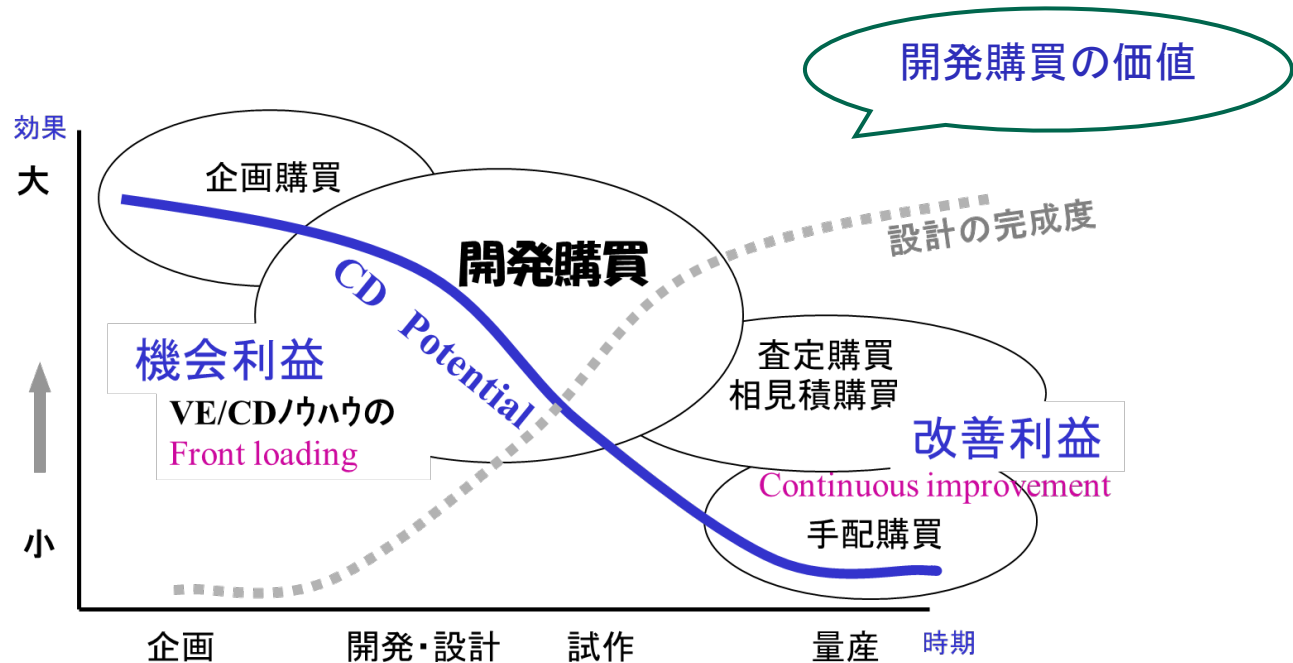 開発購買の価値
効果
大
企画購買
設計の完成度
開発購買
CD Potential
機会利益
VE/CDﾉｳﾊｳの
Front loading
査定購買
相見積購買
改善利益
Continuous improvement
手配購買
小
企画
開発・設計
試作
量産
時期